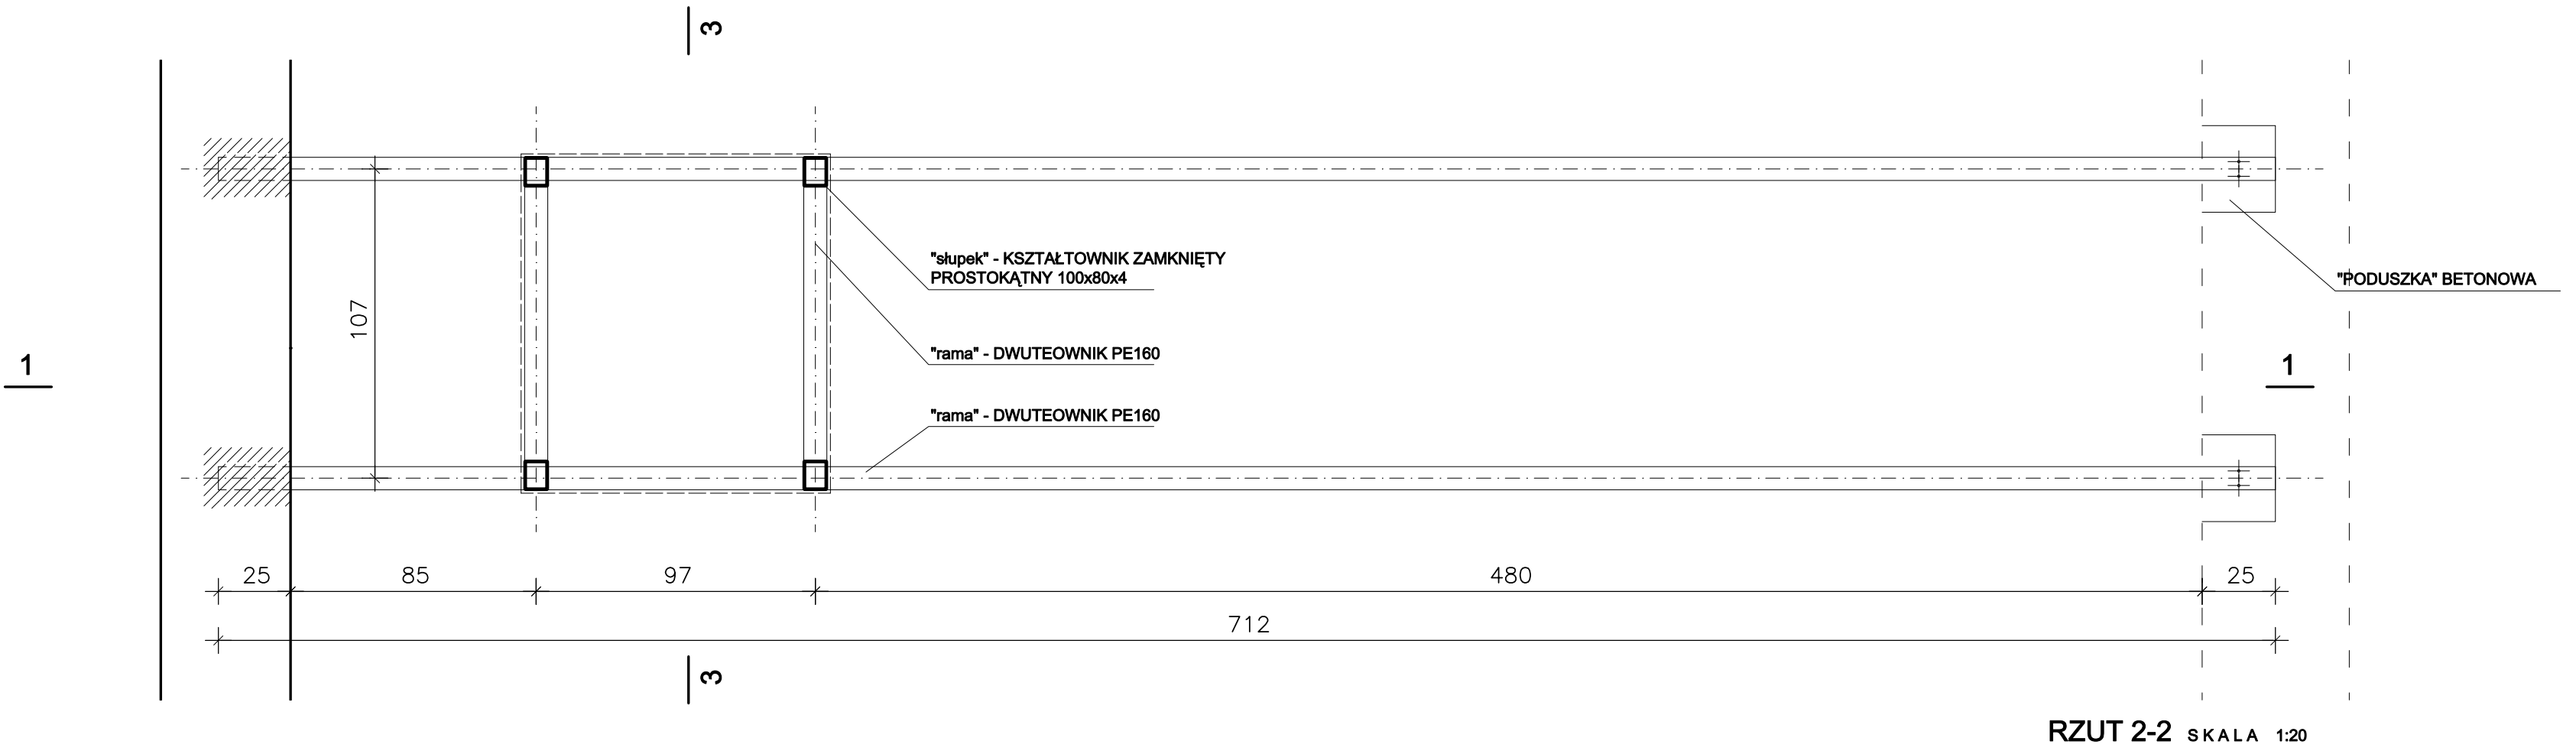 3
"słupek" - KSZTAŁTOWNIK ZAMKNIĘTY
PROSTOKĄTNY 100x80x4
"PODUSZKA" BETONOWA
107
"rama" - DWUTEOWNIK PE160
1
1
"rama" - DWUTEOWNIK PE160
25 85 97 480 25
712
3
RZUT 2-2 SKALA 1:20